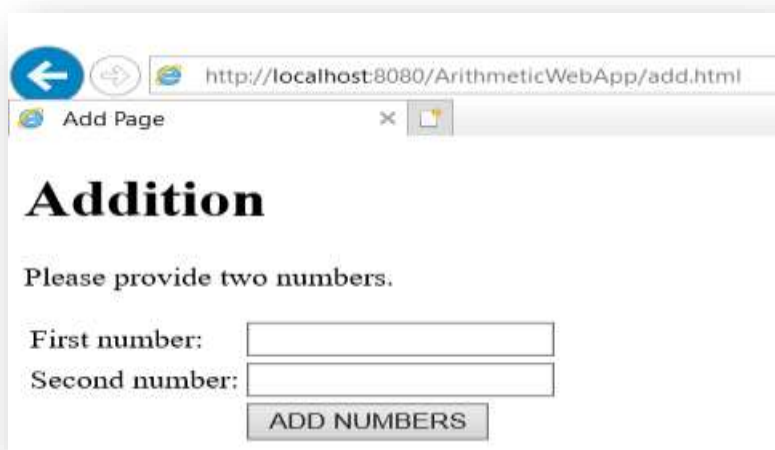 http://localhost:8080/ArithmeticWebApp/add.html
Add Page
Addition
Please provide two numbers.
First number:
Second number:
ADD NUMBERS